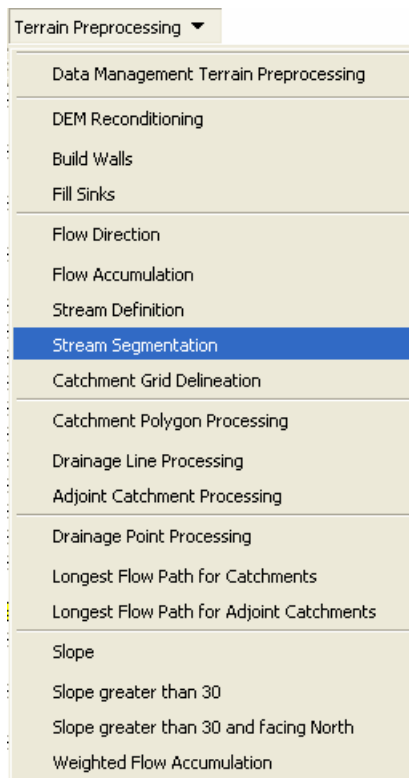 Terrain Preprocessing
Data Management Terrain Preprocessing
DEM Reconditioning
Build Walls
Fill Sinks
Flow Direction
Flow Accumulation
Stream Definition
Stream Segmentation
Catchment Grid Delineation
Catchment Polygon Processing
Drainage Line Processing
Adjoint Catchment Processing
Drainage Point Processing
Longest Flow Path for Catchments
Longest Flow Path for Adjoint Catchments
Slope
Slope greater than 30
Slope greater than 30 and facing North
Weighted Flow Accumulation